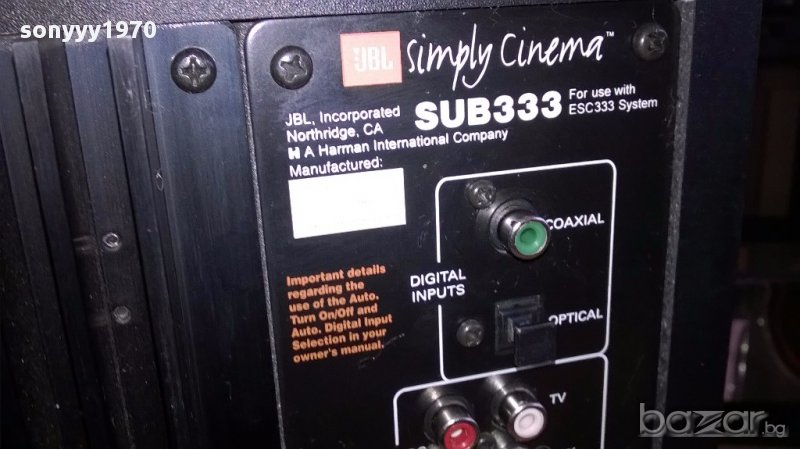 sonyyy1970
JBL Simply Cinema™
JBL, Incorporated
Northridge, CA
H A Harman International Company
Manufactured:
SUB333
For use with
ESC333 System
COAXIAL
DIGITAL
INPUTS
OPTICAL
Important details
regarding the
use of the Auto.
Turn On/Off and
Auto. Digital Input
Selection in your
owner's manual.
TV
bazar.bg